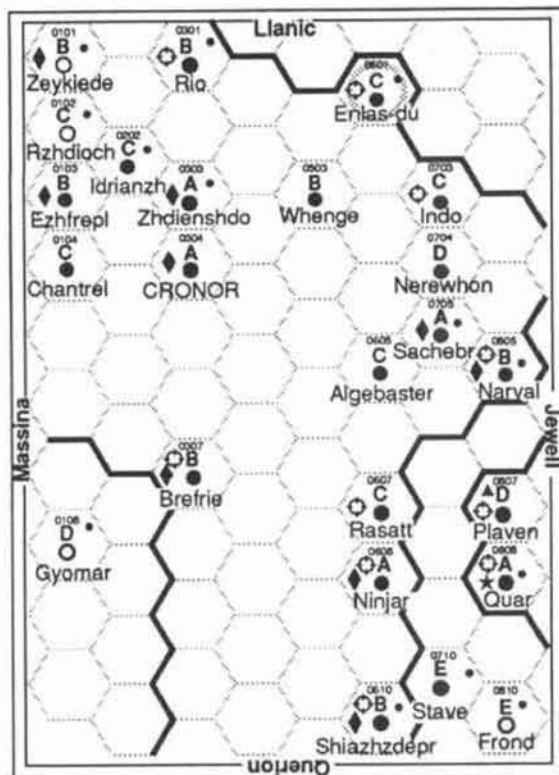 Llanic
0101
B
Zeykiede
0301
B
Rio
0601
C
Enlas-du
0102
C
Rzhdioch
0202
C
Idrianzh
0103
B
Ezhfrepl
0303
A
Zhdienshdo
0503
B
Whenge
0703
C
Indo
0104
C
Chantrel
0304
A
CRONOR
0704
D
Nerewhon
0705
A
Sachebr
0605
C
Algebaster
0805
B
Narval
Massina
Jewell
0307
B
Brefrie
0607
C
Rasatt
0807
D
Plaven
0108
D
Gyomar
0608
A
Ninjar
0808
A
Quar
0710
E
Stave
0610
B
Shiazhzdepr
0810
E
Frond
Querion